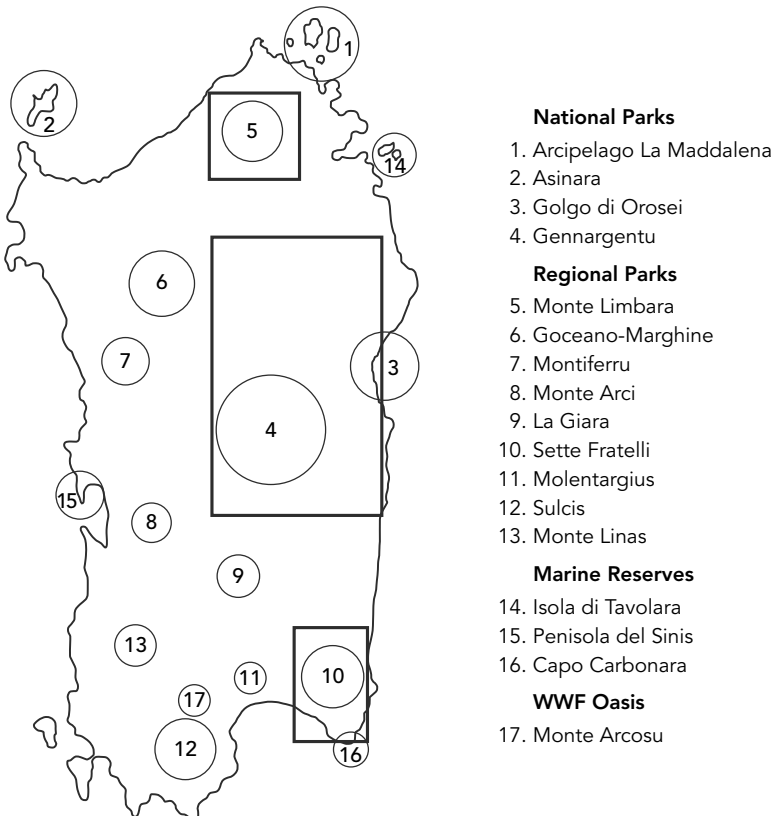 1
2
5
14
6
7
3
4
15
8
9
13
11
10
17
12
16
National Parks
1. Arcipelago La Maddalena
2. Asinara
3. Golgo di Orosei
4. Gennargentu
Regional Parks
5. Monte Limbara
6. Goceano-Marghine
7. Montiferru
8. Monte Arci
9. La Giara
10. Sette Fratelli
11. Molentargius
12. Sulcis
13. Monte Linas
Marine Reserves
14. Isola di Tavolara
15. Penisola del Sinis
16. Capo Carbonara
WWF Oasis
17. Monte Arcosu